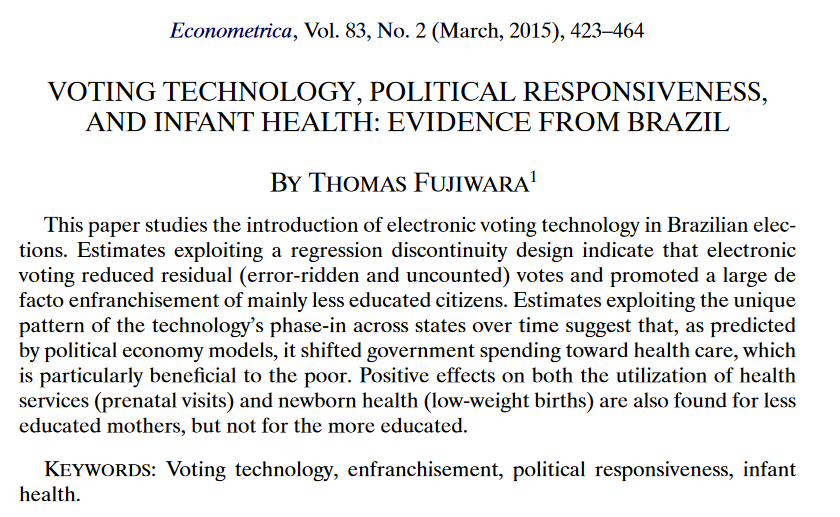 Econometrica, Vol. 83, No. 2 (March, 2015), 423–464
VOTING TECHNOLOGY, POLITICAL RESPONSIVENESS,
AND INFANT HEALTH: EVIDENCE FROM BRAZIL
BY THOMAS FUJIWARA1
This paper studies the introduction of electronic voting technology in Brazilian elec-
tions. Estimates exploiting a regression discontinuity design indicate that electronic
voting reduced residual (error-ridden and uncounted) votes and promoted a large de
facto enfranchisement of mainly less educated citizens. Estimates exploiting the unique
pattern of the technology’s phase-in across states over time suggest that, as predicted
by political economy models, it shifted government spending toward health care, which
is particularly beneficial to the poor. Positive effects on both the utilization of health
services (prenatal visits) and newborn health (low-weight births) are also found for less
educated mothers, but not for the more educated.
KEYWORDS: Voting technology, enfranchisement, political responsiveness, infant
health.